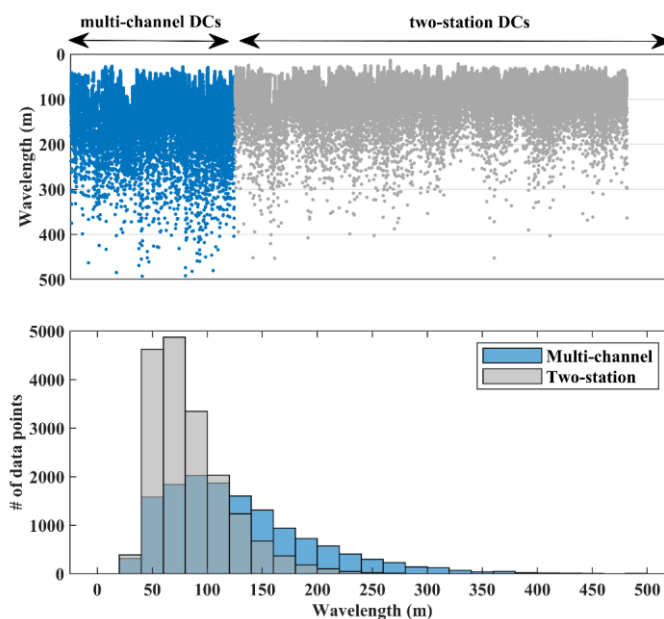 multi-channel DCs two-station DCs
0
100
200
300
400
500
Wavelength (m)
5000
4000
3000
2000
1000
0
# of data points
Multi-channel
Two-station
0 50 100 150 200 250 300 350 400 450 500
Wavelength (m)